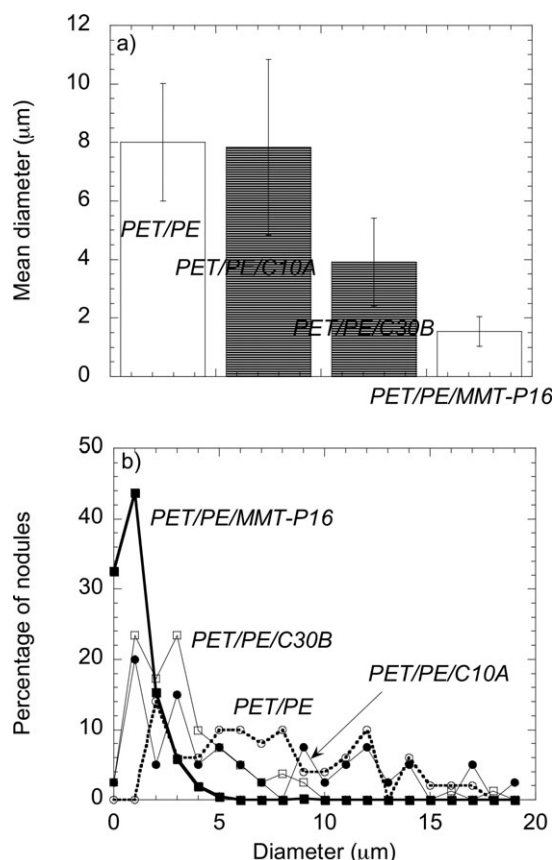 a)
12
10
8
6
4
2
0
Mean diameter (μm)
PET/PE
PET/PE/C10A
PET/PE/C30B
PET/PE/MMT-P16
b)
50
40
30
20
10
0
Percentage of nodules
PET/PE/MMT-P16
PET/PE/C30B
PET/PE/C10A
PET/PE
0 5 10 15 20
Diameter (μm)